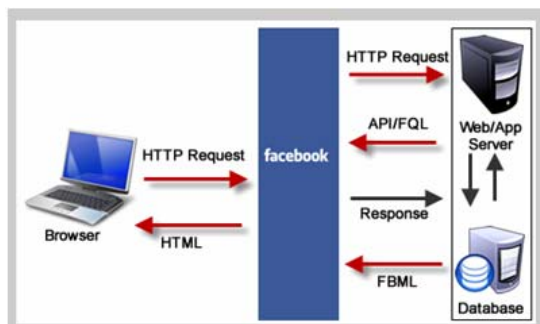 HTTP Request
API/FQL
Web/App
Server
HTTP Request
facebook
Response
Browser
HTML
FBML
Database